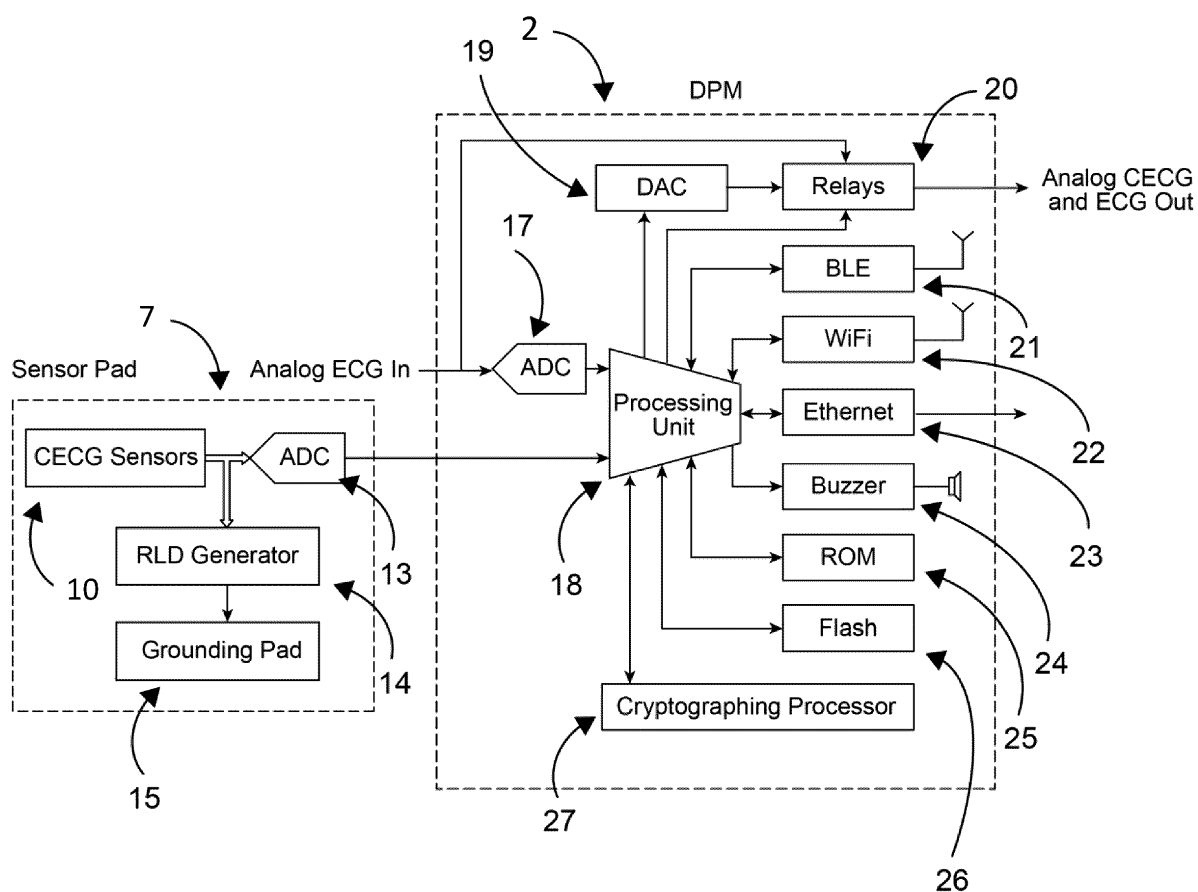 2
19
DPM
20
DAC
Relays
Analog CECG
and ECG Out
17
BLE
7
21
WiFi
Sensor Pad
Analog ECG In
ADC
Processing
Unit
Ethernet
22
CECG Sensors
ADC
Buzzer
23
RLD Generator
13
18
ROM
10
Flash
24
Grounding Pad
14
Cryptographing Processor
25
15
27
26